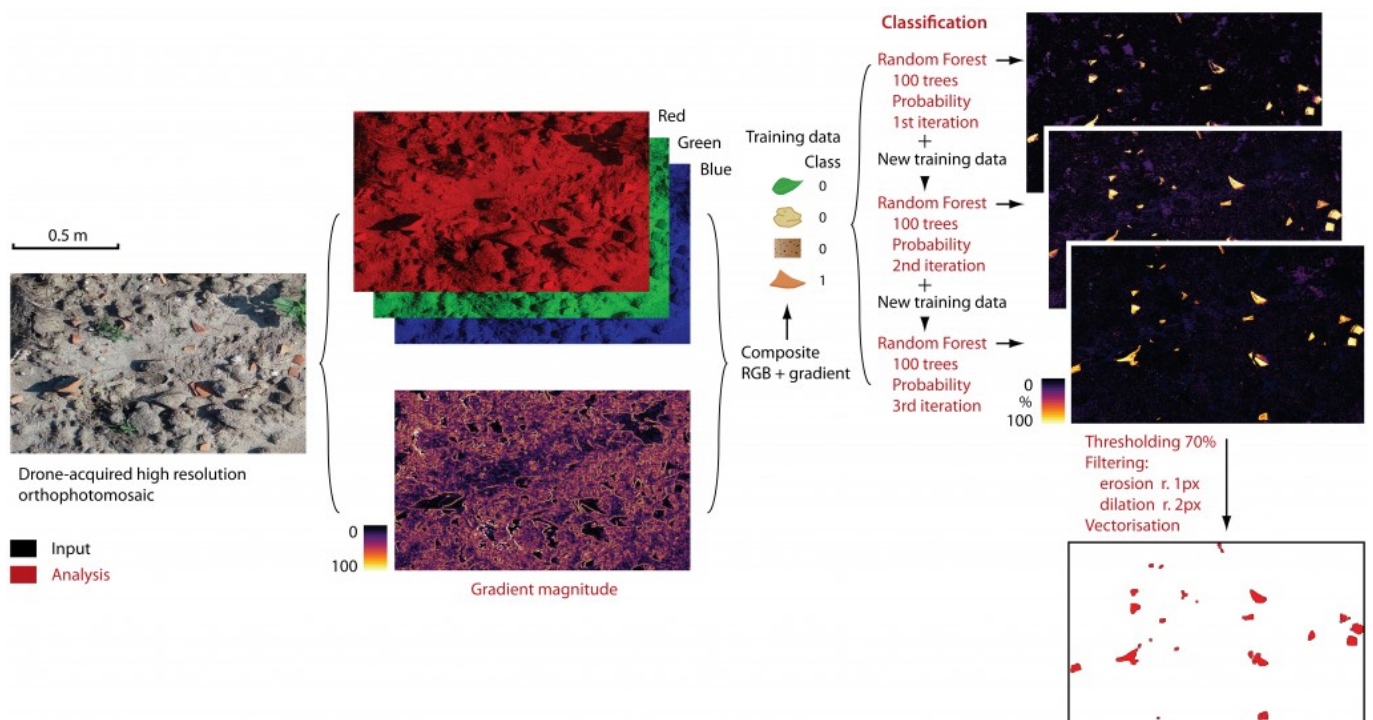 0.5 m
Drone-acquired high resolution
orthophotomosaic
Input
Analysis
Red
Green
Blue
0
100
Gradient magnitude
Training data
Class
0
0
0
1
Composite
RGB + gradient
Classification
Random Forest
100 trees
Probability
1st iteration
+
New training data
Random Forest
100 trees
Probability
2nd iteration
+
New training data
Random Forest
100 trees
Probability
3rd iteration
0
%
100
Thresholding 70%
Filtering:
erosion r. 1px
dilation r. 2px
Vectorisation